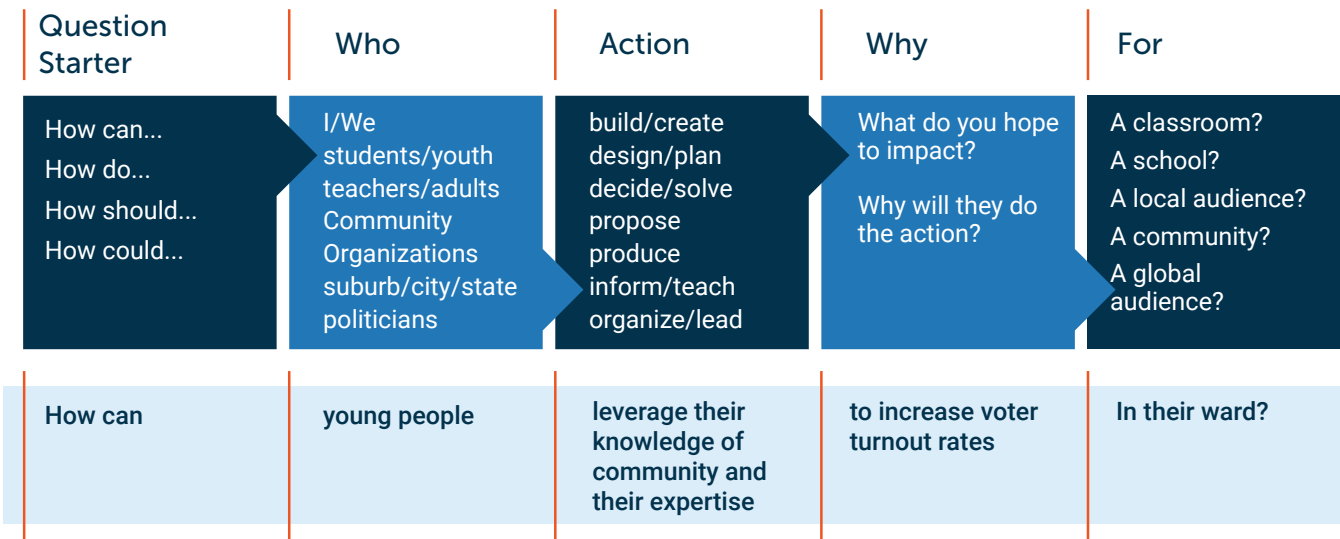 Question
Starter
Who
Action
Why
For
How can...
How do...
How should...
How could...
I/We
students/youth
teachers/adults
Community
Organizations
suburb/city/state
politicians
build/create
design/plan
decide/solve
propose
produce
inform/teach
organize/lead
What do you hope
to impact?
Why will they do
the action?
A classroom?
A school?
A local audience?
A community?
A global
audience?
How can
young people
leverage their
knowledge of
community and
their expertise
to increase voter
turnout rates
In their ward?